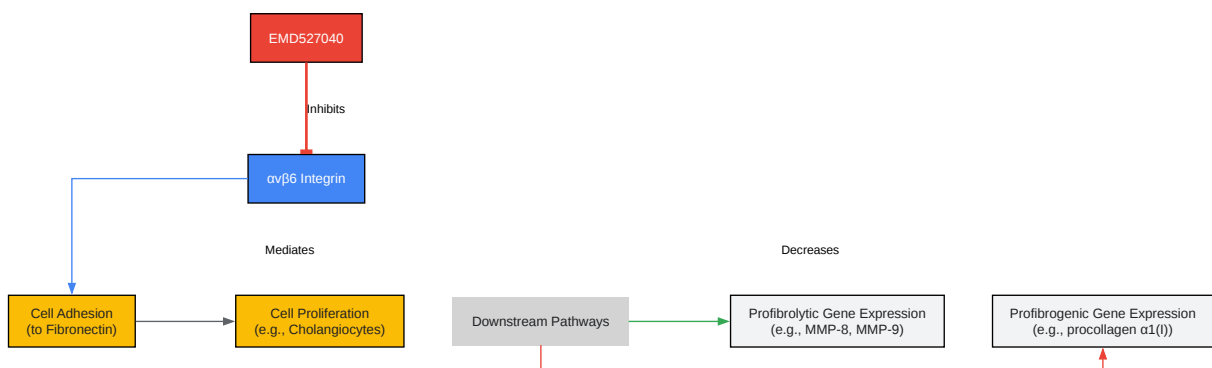 EMD527040
Inhibits
αvβ6 Integrin
Mediates
Decreases
Cell Adhesion
(to Fibronectin)
Cell Proliferation
(e.g., Cholangiocytes)
Downstream Pathways
Profibrolytic Gene Expression
(e.g., MMP-8, MMP-9)
Profibrogenic Gene Expression
(e.g., procollagen α1(I))